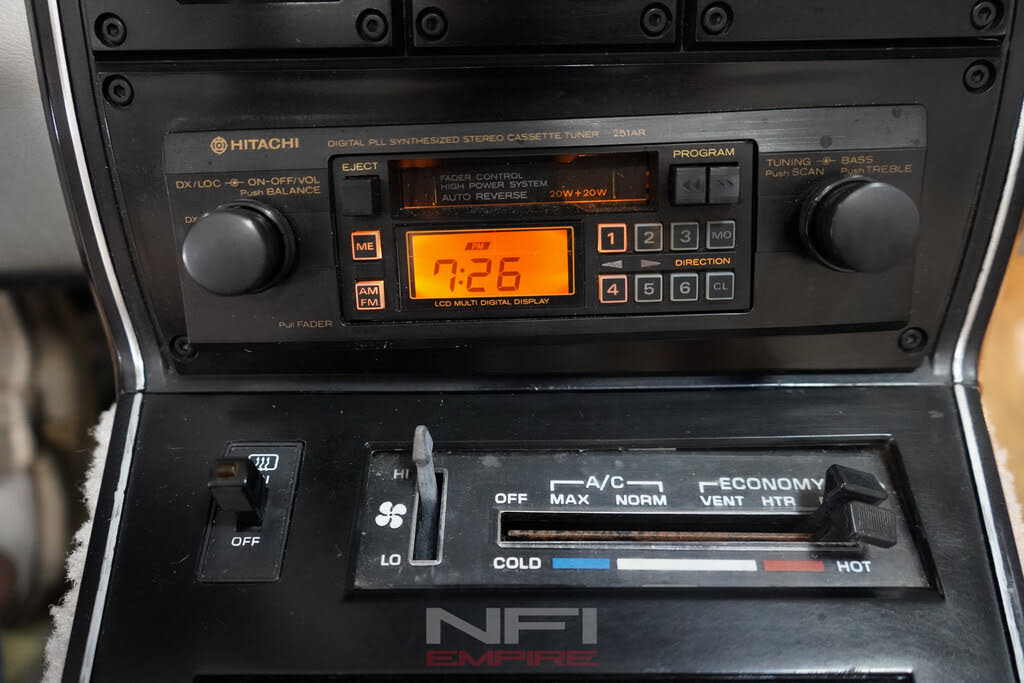 HITACHI
DIGITAL PLL SYNTHESIZED STEREO CASSETTE TUNER 251AR
EJECT
PROGRAM
DX/LOC ON-OFF/VOL
Push BALANCE
FADER CONTROL
HIGH POWER SYSTEM
AUTO REVERSE 20W+20W
TUNING BASS
Push SCAN Push TREBLE
DX
ME
PM
7:26
1 2 3 MO
DIRECTION
AM
FM
4 5 6 CL
LCD MULTI DIGITAL DISPLAY
Pull FADER
HI
LO
OFF
A/C
ECONOMY
OFF MAX NORM VENT HTR
COLD HOT
NFI
EMPIRE